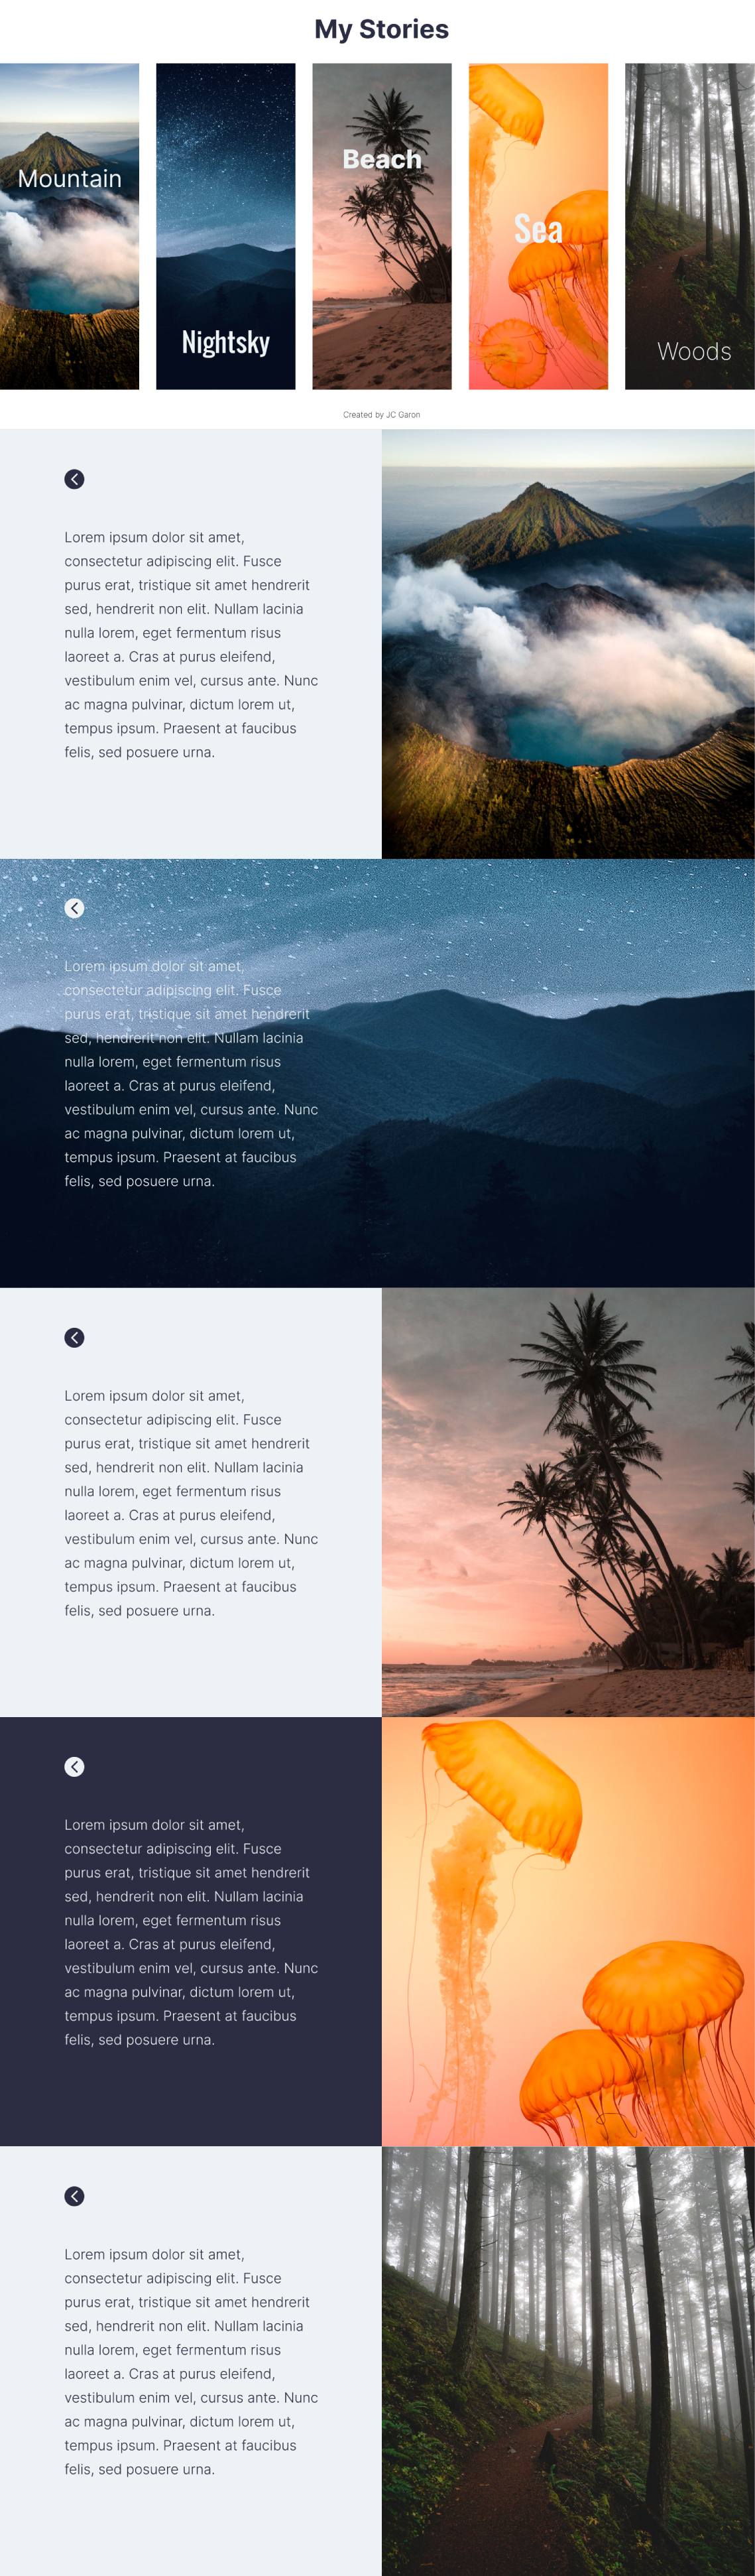 My Stories
Mountain
Beach
Sea
Nightsky
Woods
Created by JC Garon
Lorem ipsum dolor sit amet,
consectetur adipiscing elit. Fusce
purus erat, tristique sit amet hendrerit
sed, hendrerit non elit. Nullam lacinia
nulla lorem, eget fermentum risus
laoreet a. Cras at purus eleifend,
vestibulum enim vel, cursus ante. Nunc
ac magna pulvinar, dictum lorem ut,
tempus ipsum. Praesent at faucibus
felis, sed posuere urna.
Lorem ipsum dolor sit amet,
consectetur adipiscing elit. Fusce
purus erat, tristique sit amet hendrerit
sed, hendrerit non elit. Nullam lacinia
nulla lorem, eget fermentum risus
laoreet a. Cras at purus eleifend,
vestibulum enim vel, cursus ante. Nunc
ac magna pulvinar, dictum lorem ut,
tempus ipsum. Praesent at faucibus
felis, sed posuere urna.
Lorem ipsum dolor sit amet,
consectetur adipiscing elit. Fusce
purus erat, tristique sit amet hendrerit
sed, hendrerit non elit. Nullam lacinia
nulla lorem, eget fermentum risus
laoreet a. Cras at purus eleifend,
vestibulum enim vel, cursus ante. Nunc
ac magna pulvinar, dictum lorem ut,
tempus ipsum. Praesent at faucibus
felis, sed posuere urna.
Lorem ipsum dolor sit amet,
consectetur adipiscing elit. Fusce
purus erat, tristique sit amet hendrerit
sed, hendrerit non elit. Nullam lacinia
nulla lorem, eget fermentum risus
laoreet a. Cras at purus eleifend,
vestibulum enim vel, cursus ante. Nunc
ac magna pulvinar, dictum lorem ut,
tempus ipsum. Praesent at faucibus
felis, sed posuere urna.
Lorem ipsum dolor sit amet,
consectetur adipiscing elit. Fusce
purus erat, tristique sit amet hendrerit
sed, hendrerit non elit. Nullam lacinia
nulla lorem, eget fermentum risus
laoreet a. Cras at purus eleifend,
vestibulum enim vel, cursus ante. Nunc
ac magna pulvinar, dictum lorem ut,
tempus ipsum. Praesent at faucibus
felis, sed posuere urna.